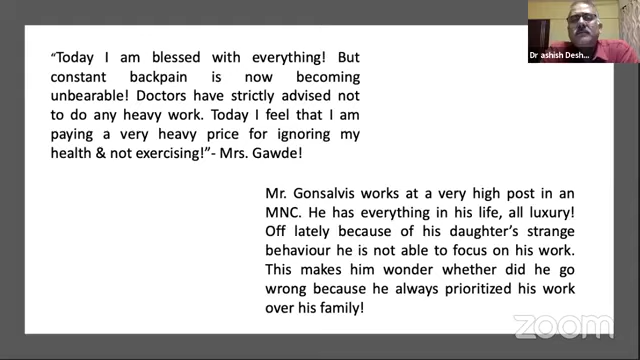 Dr ashish Desh...
“Today I am blessed with everything! But
constant backpain is now becoming
unbearable! Doctors have strictly advised not
to do any heavy work. Today I feel that I am
paying a very heavy price for ignoring my
health & not exercising!”- Mrs. Gawde!
Mr. Gonsalvis works at a very high post in an
MNC. He has everything in his life, all luxury!
Off lately because of his daughter’s strange
behaviour he is not able to focus on his work.
This makes him wonder whether did he go
wrong because he always prioritized his work
over his family!
zoom